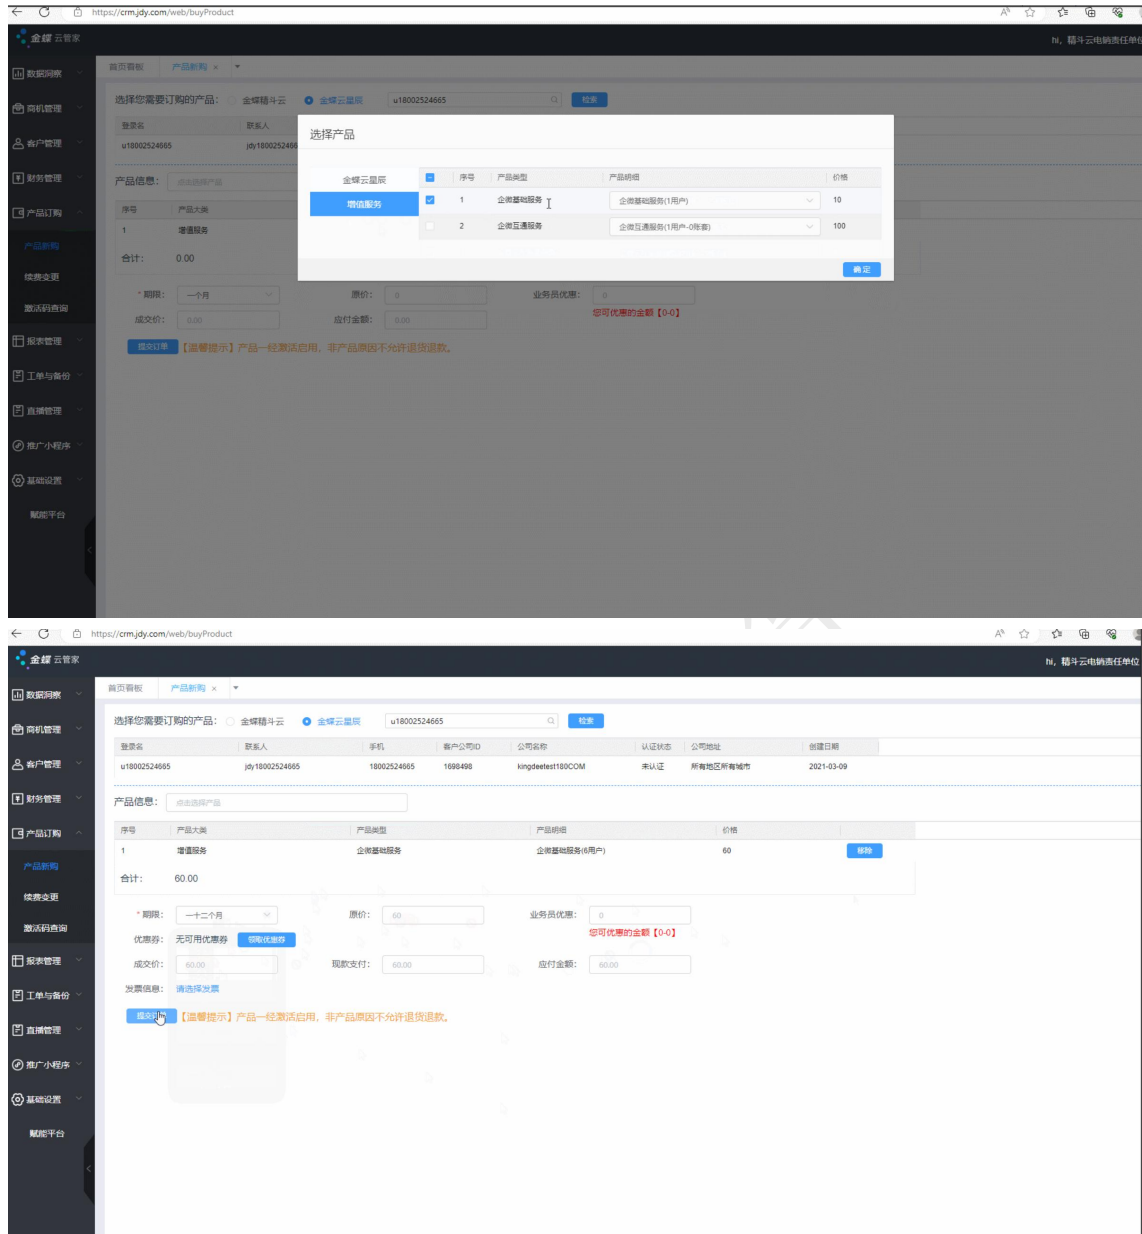 https://crm.jdy.com/web/buyProduct
金蝶 云管家
hi, 精斗云电销责任单位
数据洞察
首页看板 产品新购 ×
选择您需要订购的产品： 金蝶精斗云 金蝶云星辰 u18002524665 检索
商机管理
登录名 联系人
客户管理
u18002524665 jdy18002524665
选择产品
财务管理
产品信息： 点击选择产品
金蝶云星辰 序号 产品类型 产品明细 价格
增值服务 1 企微基础服务 企微基础服务(1用户) 10
产品订购
序号 产品大类
2 企微互通服务 企微互通服务(1用户-0账套) 100
1 增值服务
产品新购
合计： 0.00
确定
续费变更
* 期限： 一个月 原价： 0 业务员优惠： 0
激活码查询
您可优惠的金额【0-0】
成交价： 0.00 应付金额： 0.00
报表管理
提交订单 【温馨提示】产品一经激活启用，非产品原因不允许退货退款。
工单与备份
直播管理
推广小程序
基础设置
赋能平台
https://crm.jdy.com/web/buyProduct
金蝶 云管家
hi, 精斗云电销责任单位
数据洞察
首页看板 产品新购 ×
选择您需要订购的产品： 金蝶精斗云 金蝶云星辰 u18002524665 检索
商机管理
登录名 联系人 手机 客户公司ID 公司名称 认证状态 公司地址 创建日期
客户管理
u18002524665 jdy18002524665 18002524665 1698498 kingdeetest180COM 未认证 所有地区所有城市 2021-03-09
财务管理
产品信息： 点击选择产品
产品订购
序号 产品大类 产品类型 产品明细 价格
1 增值服务 企微基础服务 企微基础服务(6用户) 60 移除
产品新购
合计： 60.00
续费变更
* 期限： 一十二个月 原价： 60 业务员优惠： 0
激活码查询
您可优惠的金额【0-0】
优惠券： 无可用优惠券 领取优惠券
报表管理
成交价： 60.00 现款支付： 60.00 应付金额： 60.00
发票信息： 请选择发票
工单与备份
提交订单 【温馨提示】产品一经激活启用，非产品原因不允许退货退款。
直播管理
推广小程序
基础设置
赋能平台